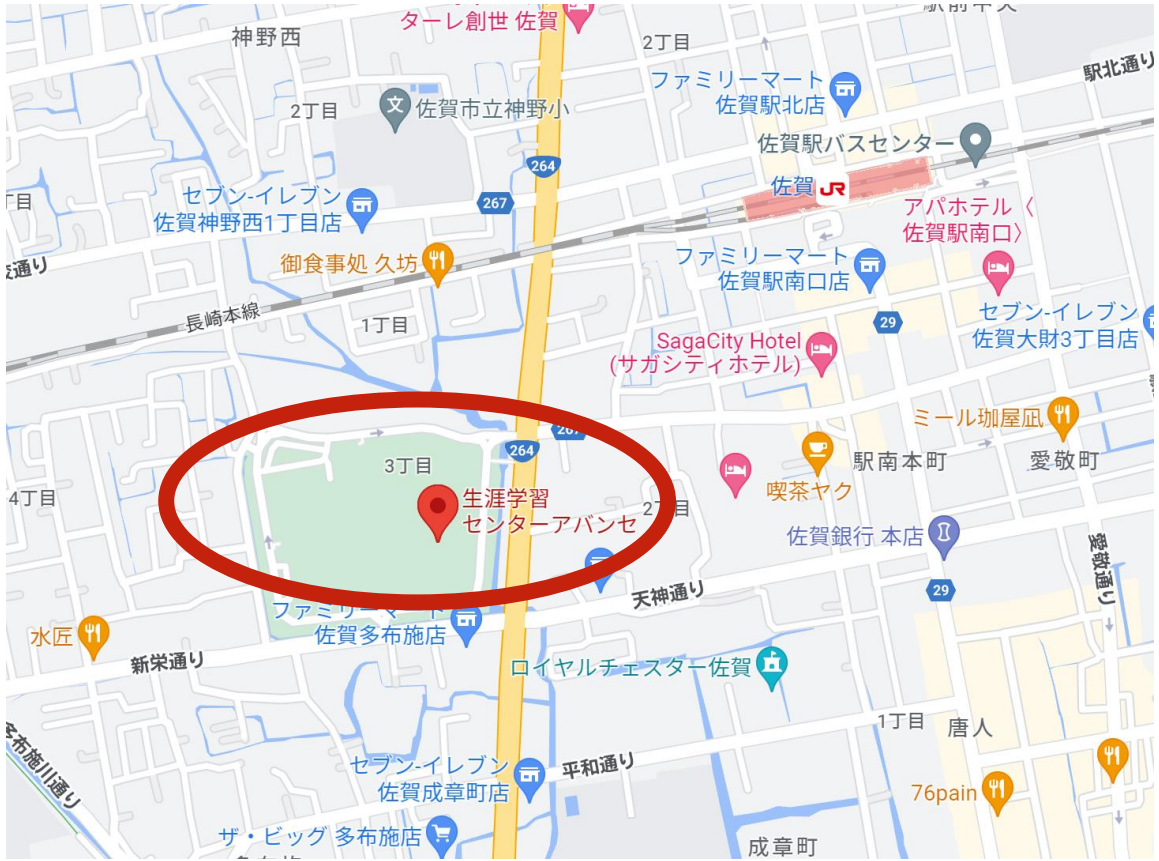 神野西
ターレ創世 佐賀
2丁目
駅北通り
ファミリーマート
佐賀駅北店
2丁目
佐賀市立神野小
佐賀駅バスセンター
264
佐賀 JR
セブン-イレブン
佐賀神野西1丁目店
267
アパホテル〈
佐賀駅南口〉
丁目
御食事処 久坊
ファミリーマート
佐賀駅南口店
通り
長崎本線
1丁目
29
セブン-イレブン
佐賀大財3丁目店
SagaCity Hotel
(サガシティホテル)
ミール珈屋凪
267
264
3丁目
駅南本町
愛敬町
喫茶ヤク
4丁目
生涯学習
センターアバンセ
2丁目
佐賀銀行 本店
愛敬通り
29
天神通り
ファミリーマート
佐賀多布施店
水匠
新栄通り
ロイヤルチェスター佐賀
多布施川通り
1丁目
唐人
セブン-イレブン
佐賀成章町店
平和通り
76pain
ザ・ビッグ 多布施店
成章町